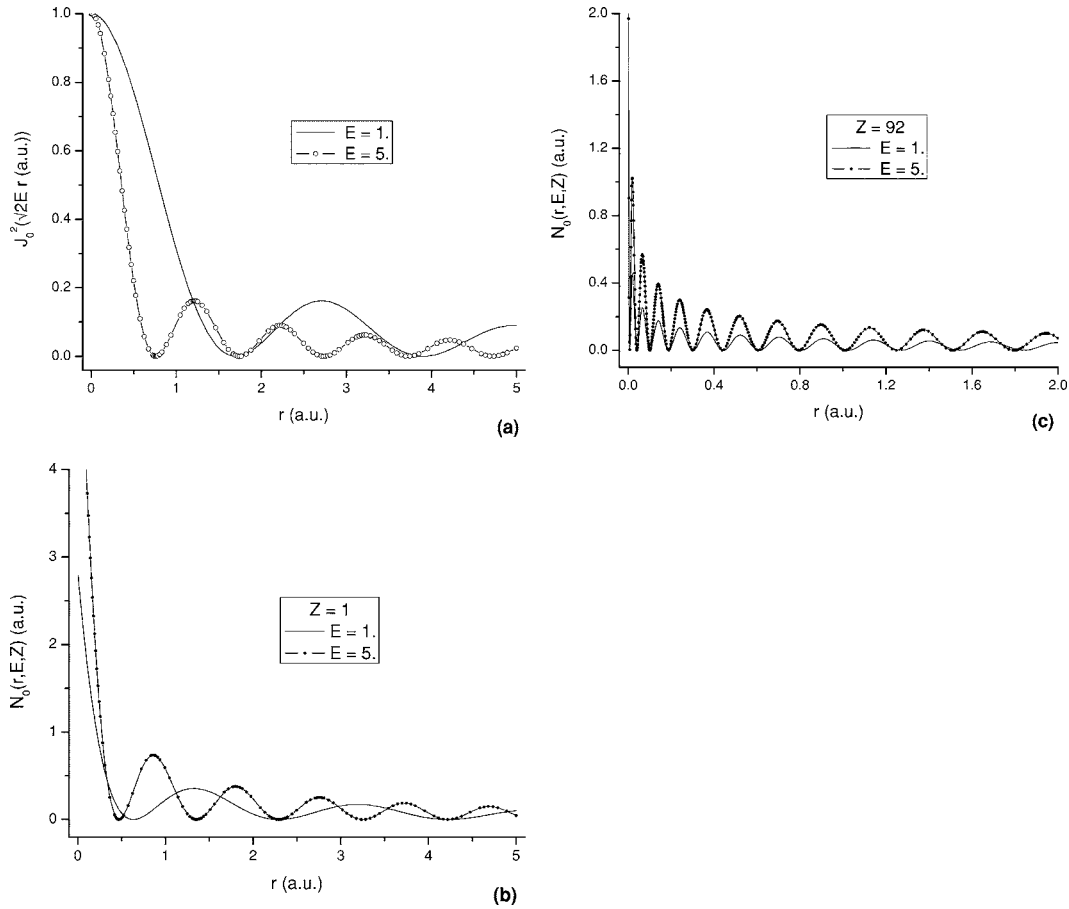 1.0
0.8
0.6
0.4
0.2
0.0
J₀²(√2E r (a.u.))
E = 1.
E = 5.
0 1 2 3 4 5
r (a.u.)
(a)
2.0
1.6
1.2
0.8
0.4
0.0
N₀(r,E,Z) (a.u.)
Z = 92
E = 1.
E = 5.
0.0 0.4 0.8 1.2 1.6 2.0
r (a.u.)
(c)
4
3
2
1
0
N₀(r,E,Z) (a.u.)
Z = 1
E = 1.
E = 5.
0 1 2 3 4 5
r (a.u.)
(b)